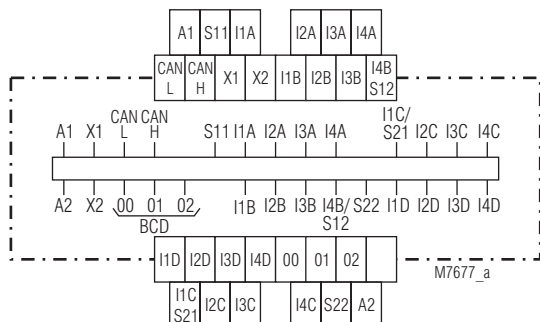 A1 S11 I1A I2A I3A I4A
CAN L CAN H X1 X2 I1B I2B I3B I4B S12
A1 X1 CAN L CAN H S11 I1A I2A I3A I4A I1C/ S21 I2C I3C I4C
A2 X2 00 01 02 I1B I2B I3B I4B/ S12 S22 I1D I2D I3D I4D
BCD
I1D I2D I3D I4D 00 01 02
M7677_a
I1C S21 I2C I3C I4C S22 A2